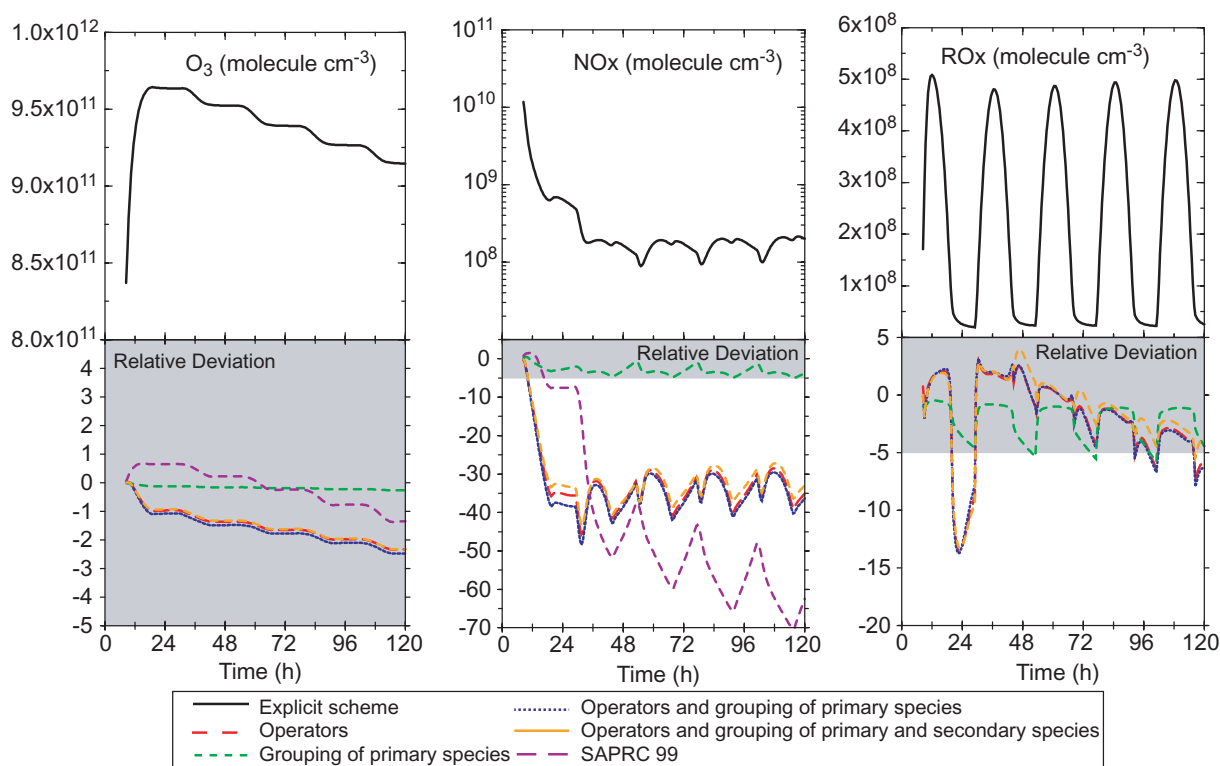 O3 (molecule cm-3)
1.0x10^12
9.5x10^11
9.0x10^11
8.5x10^11
8.0x10^11
NOx (molecule cm-3)
10^11
10^10
10^9
10^8
ROx (molecule cm-3)
6x10^8
5x10^8
4x10^8
3x10^8
2x10^8
1x10^8
Relative Deviation
4
3
2
1
0
-1
-2
-3
-4
-5
0 24 48 72 96 120
Time (h)
Relative Deviation
0
-5
-10
-20
-30
-40
-50
-60
-70
0 24 48 72 96 120
Time (h)
Relative Deviation
5
0
-5
-10
-15
-20
0 24 48 72 96 120
Time (h)
Explicit scheme
Operators
Grouping of primary species
Operators and grouping of primary species
Operators and grouping of primary and secondary species
SAPRC 99